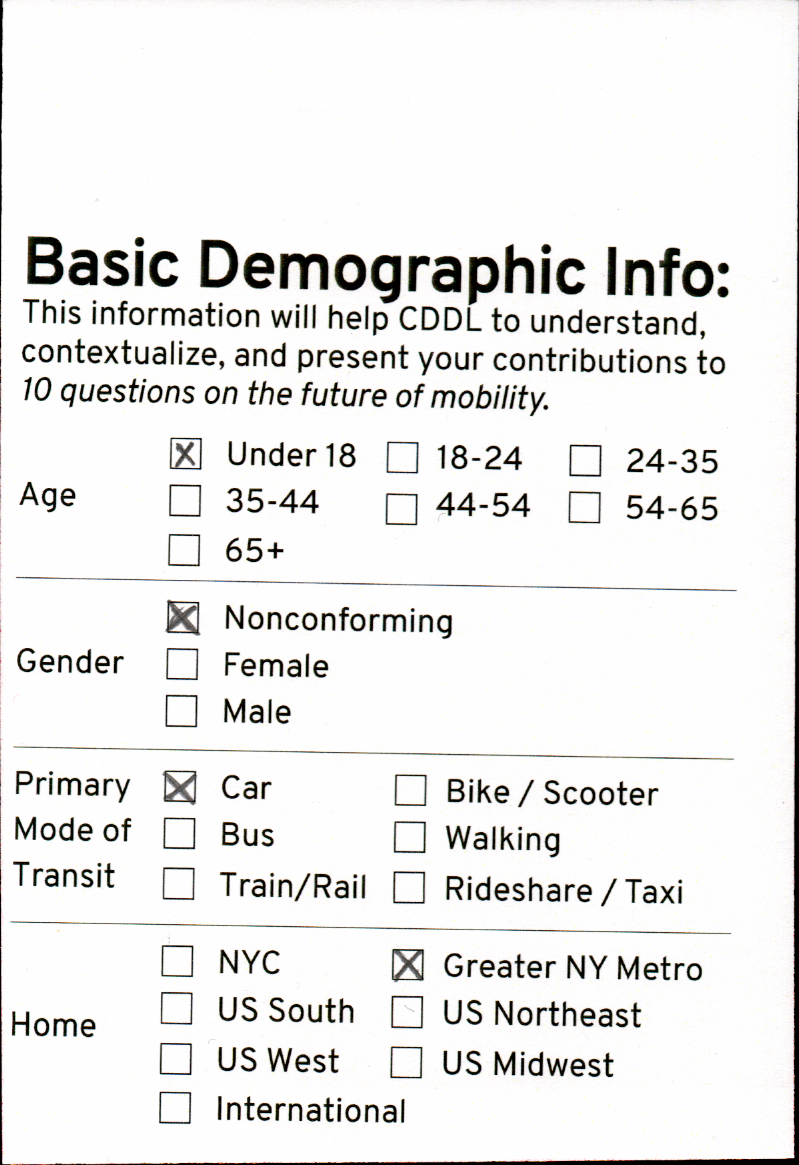 Basic Demographic Info:
This information will help CDDL to understand,
contextualize, and present your contributions to
10 questions on the future of mobility.
Age
☒ Under 18 ☐ 18-24 ☐ 24-35
☐ 35-44 ☐ 44-54 ☐ 54-65
☐ 65+
Gender
☒ Nonconforming
☐ Female
☐ Male
Primary Mode of Transit
☒ Car ☐ Bike / Scooter
☐ Bus ☐ Walking
☐ Train/Rail ☐ Rideshare / Taxi
Home
☐ NYC ☒ Greater NY Metro
☐ US South ☐ US Northeast
☐ US West ☐ US Midwest
☐ International